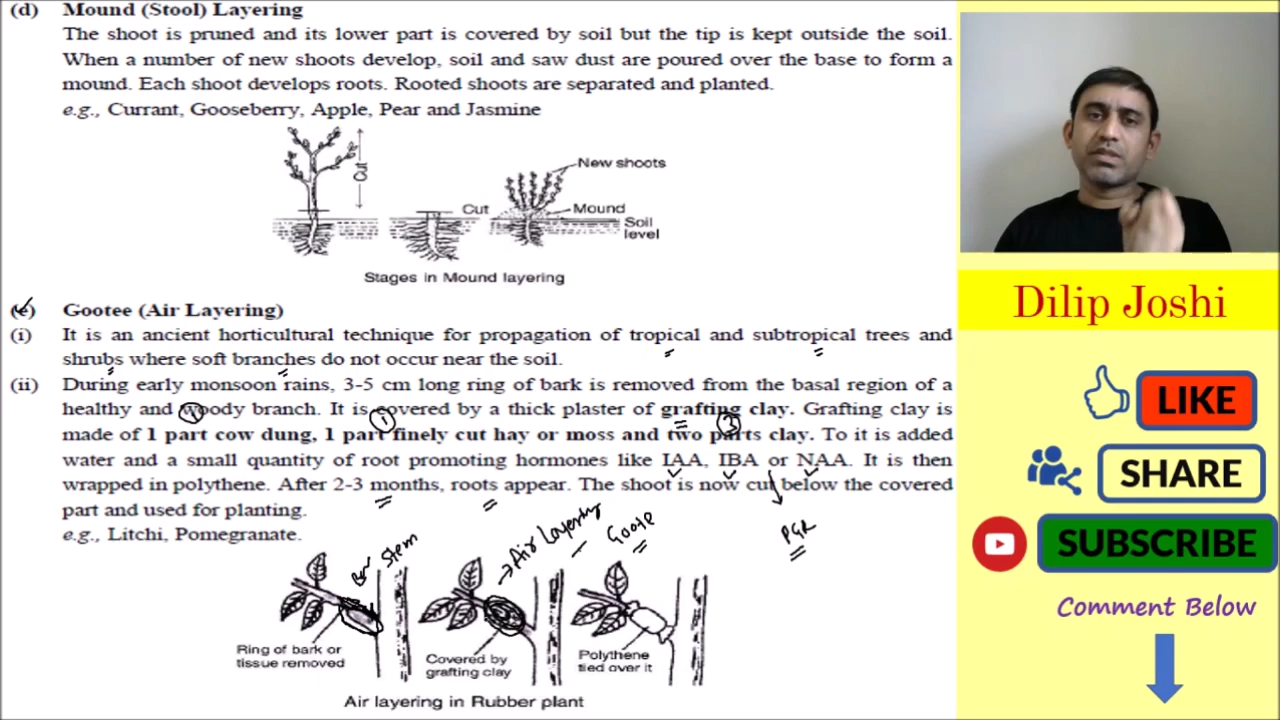 (d) Mound (Stool) Layering
The shoot is pruned and its lower part is covered by soil but the tip is kept outside the soil.
When a number of new shoots develop, soil and saw dust are poured over the base to form a
mound. Each shoot develops roots. Rooted shoots are separated and planted.
e.g., Currant, Gooseberry, Apple, Pear and Jasmine
Cut
New shoots
Cut
Mound
Soil
level
Stages in Mound layering
(e) Gootee (Air Layering)
(i) It is an ancient horticultural technique for propagation of tropical and subtropical trees and
shrubs where soft branches do not occur near the soil.
(ii) During early monsoon rains, 3-5 cm long ring of bark is removed from the basal region of a
healthy and woody branch. It is covered by a thick plaster of grafting clay. Grafting clay is
made of 1 part cow dung, 1 part finely cut hay or moss and two parts clay. To it is added
water and a small quantity of root promoting hormones like IAA, IBA or NAA. It is then
wrapped in polythene. After 2-3 months, roots appear. The shoot is now cut below the covered
part and used for planting.
e.g., Litchi, Pomegranate.
Stem
Air Layering
Gootee
PGR
Ring of bark or
tissue removed
Covered by
grafting clay
Polythene
tied over it
Air layering in Rubber plant
Dilip Joshi
LIKE
SHARE
SUBSCRIBE
Comment Below